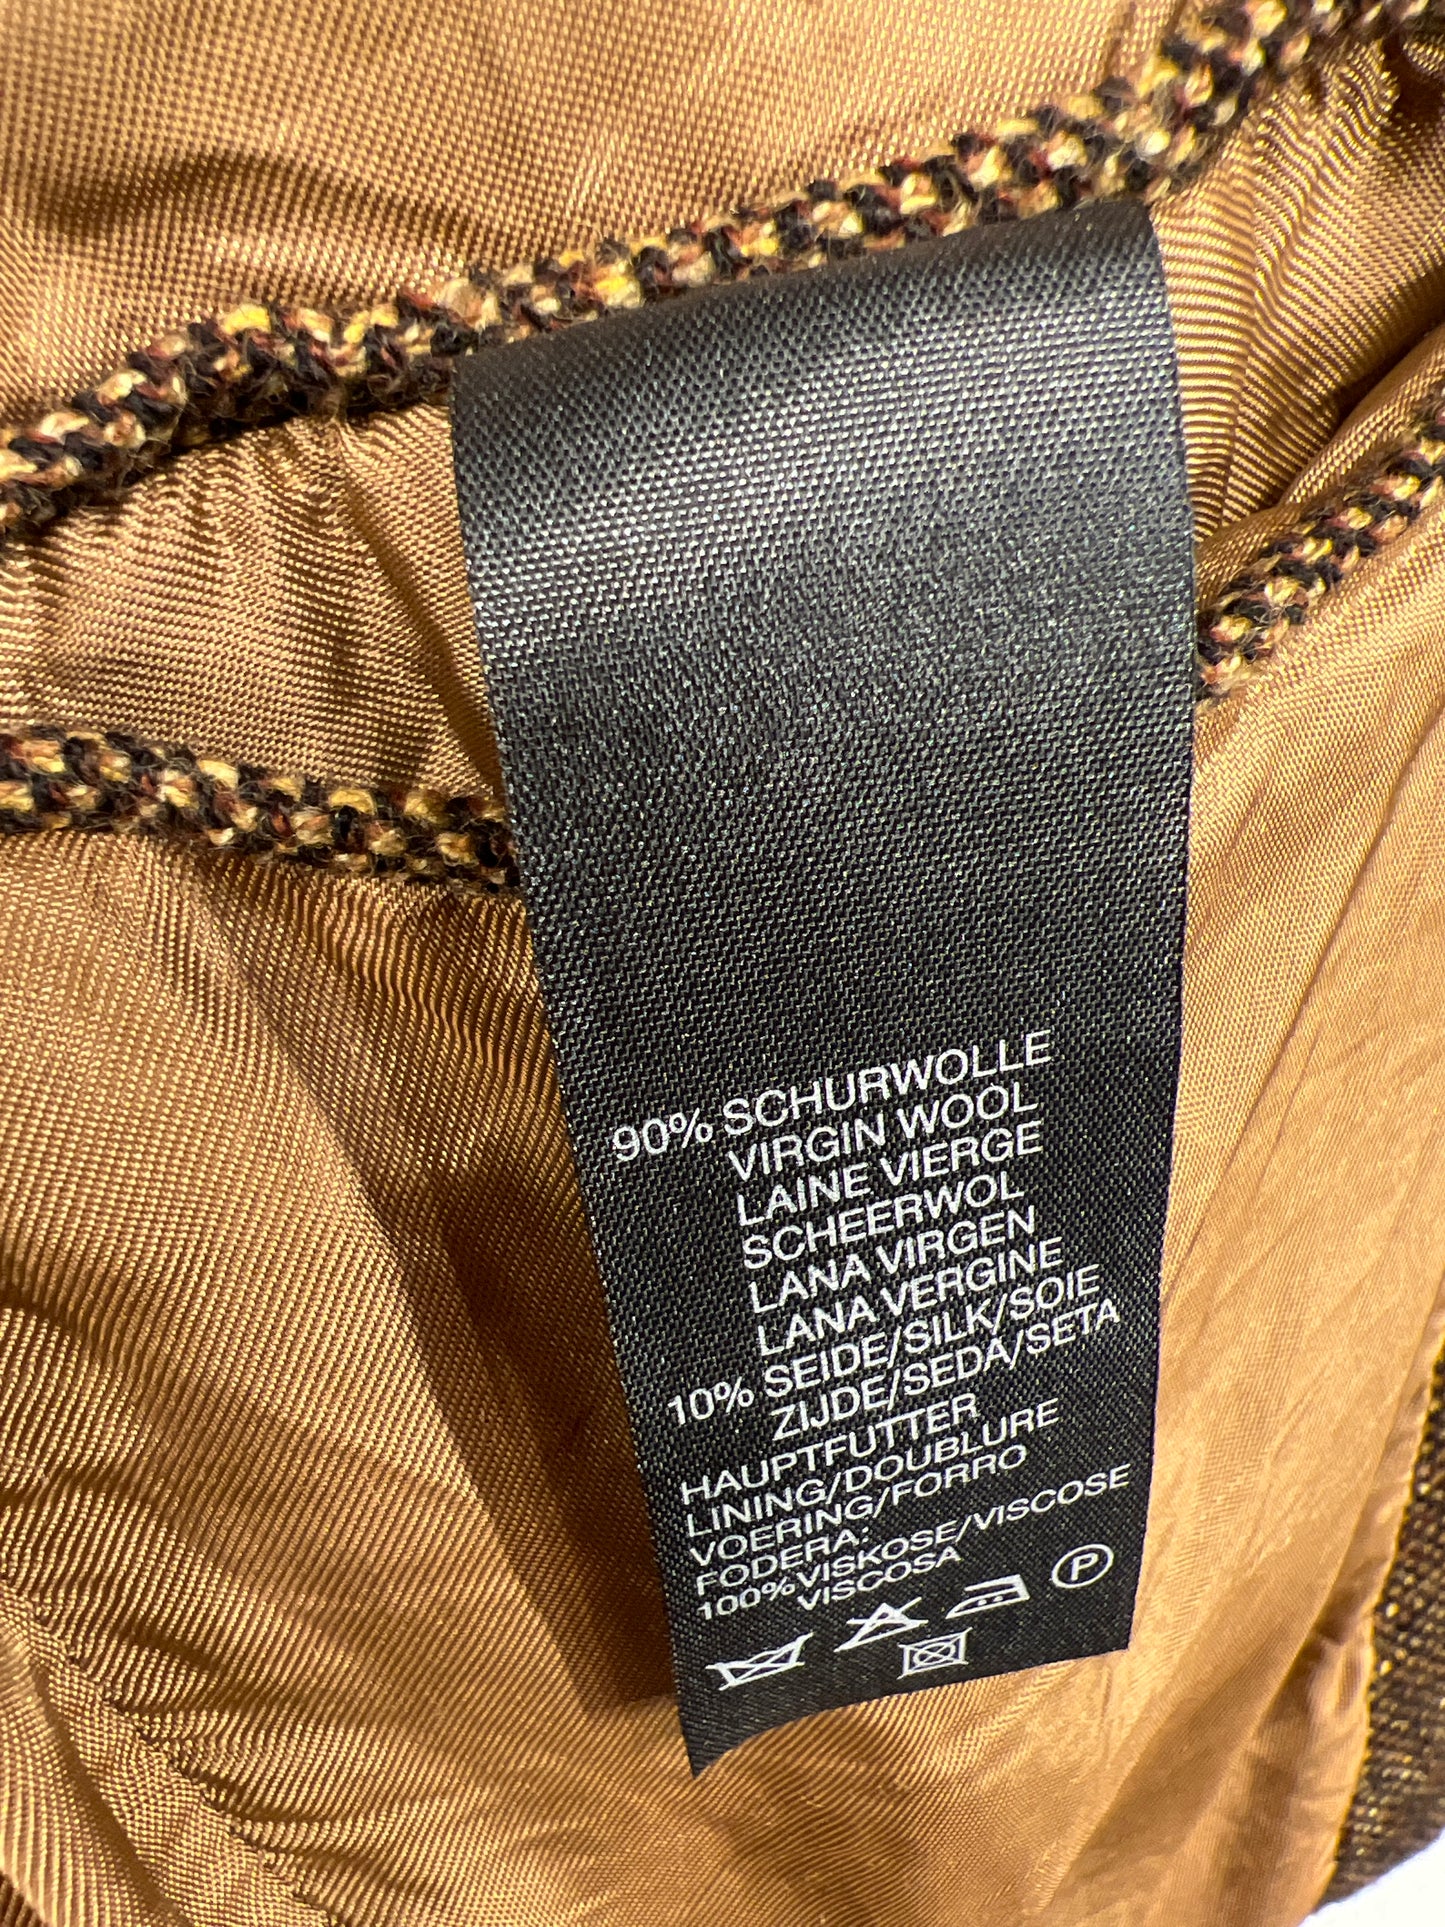 90% SCHURWOLLE
VIRGIN WOOL
LAINE VIERGE
SCHEERWOL
LANA VIRGEN
LANA VERGINE
10% SEIDE/SILK/SOIE
ZIJDE/SEDA/SETA
HAUPTFUTTER
LINING/DOUBLURE
VOERING/FORRO
FODERA:
100%VISKOSE/VISCOSE
VISCOSA
P